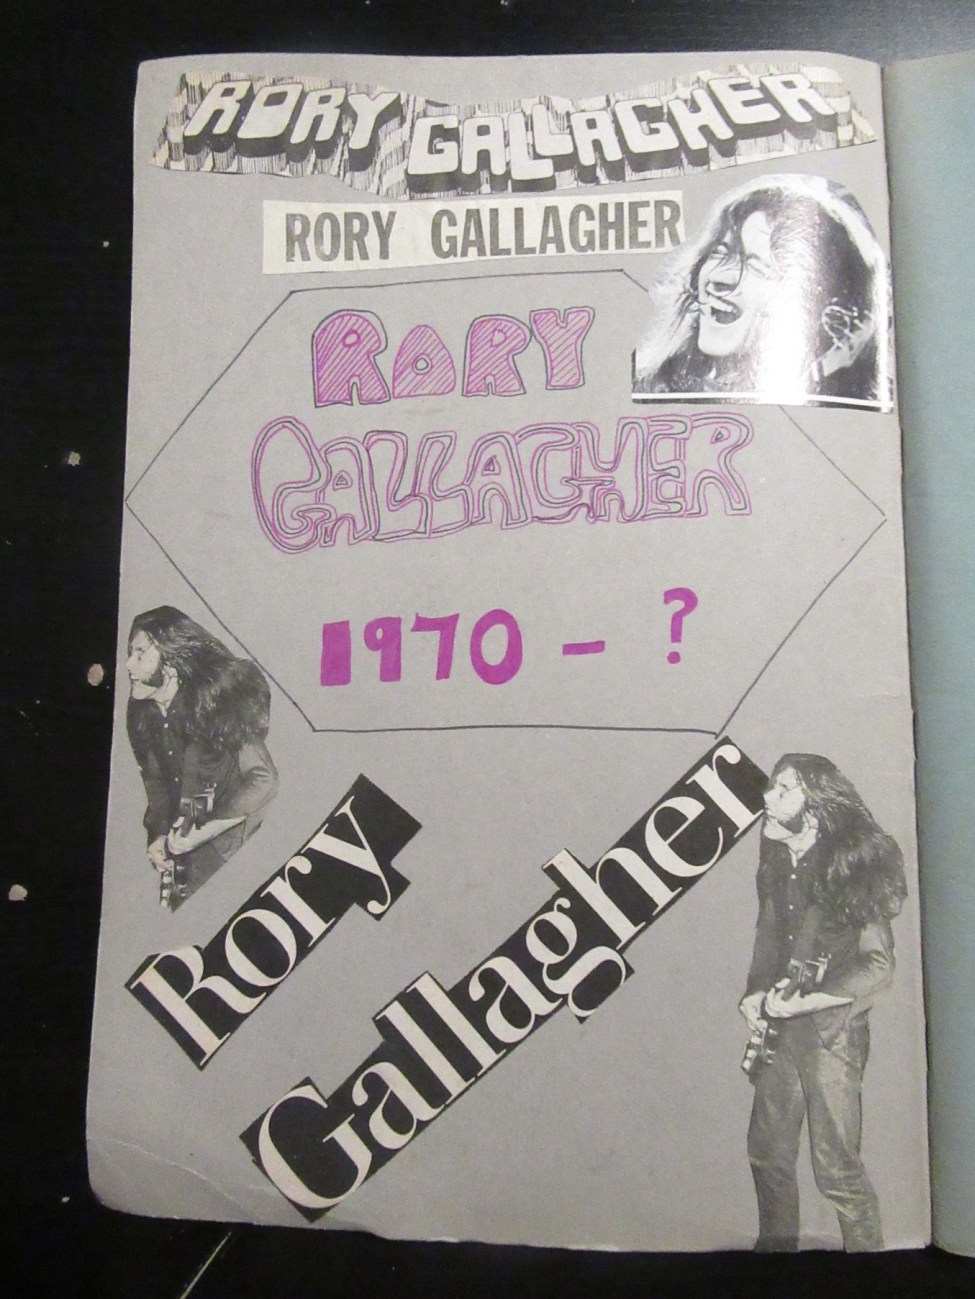 RORY GALLAGHER
RORY GALLAGHER
RORY
GALLAGHER
1970 - ?
Rory
Gallagher